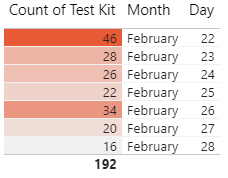 Count of Test Kit Month Day
46 February 22
28 February 23
26 February 24
22 February 25
34 February 26
20 February 27
16 February 28
192